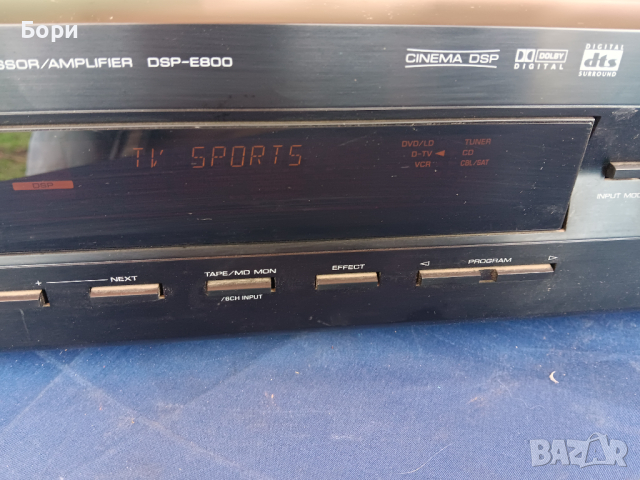 Бори
SSOR/AMPLIFIER DSP-E800
CINEMA DSP
DOLBY
DIGITAL
DIGITAL
dts
SURROUND
TV SPORTS
DSP
DVD/LD TUNER
D-TV CD
VCR CBL/SAT
INPUT MO
+ NEXT
TAPE/MD MON
/6CH INPUT
EFFECT
PROGRAM
BAZAR